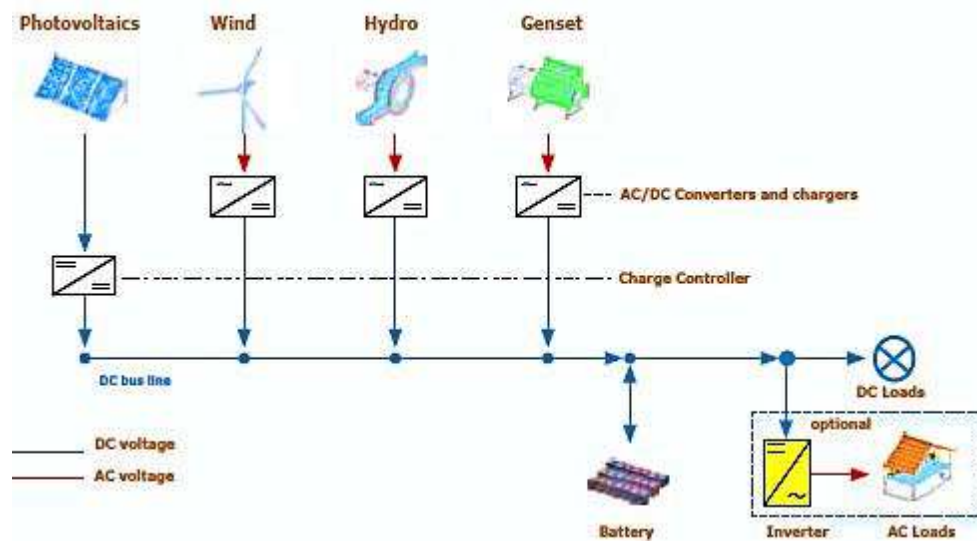 Photovoltaics Wind Hydro Genset
AC/DC Converters and chargers
Charge Controller
DC bus line
DC Loads
optional
DC voltage
AC voltage
Battery Inverter AC Loads